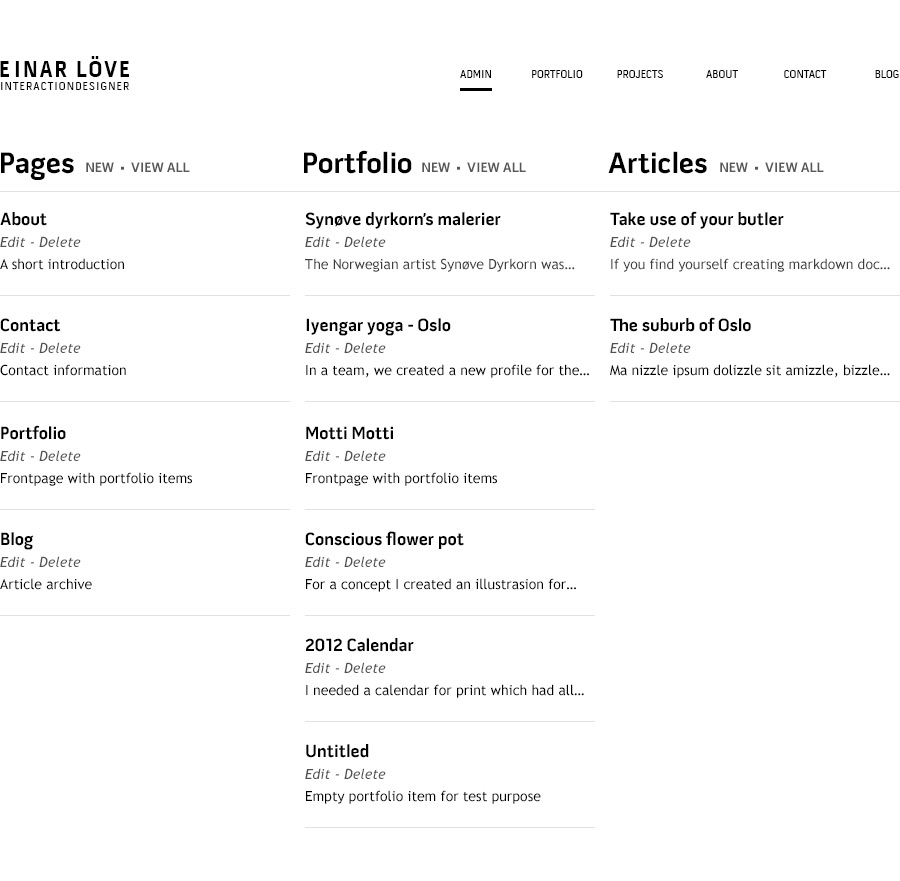 EINAR LÖVE
INTERACTIONDESIGNER
ADMIN PORTFOLIO PROJECTS ABOUT CONTACT BLOG
Pages NEW • VIEW ALL
About
Edit - Delete
A short introduction
Contact
Edit - Delete
Contact information
Portfolio
Edit - Delete
Frontpage with portfolio items
Blog
Edit - Delete
Article archive
Portfolio NEW • VIEW ALL
Synøve dyrkorn's malerier
Edit - Delete
The Norwegian artist Synøve Dyrkorn was...
Iyengar yoga - Oslo
Edit - Delete
In a team, we created a new profile for the...
Motti Motti
Edit - Delete
Frontpage with portfolio items
Conscious flower pot
Edit - Delete
For a concept I created an illustrasion for...
2012 Calendar
Edit - Delete
I needed a calendar for print which had all...
Untitled
Edit - Delete
Empty portfolio item for test purpose
Articles NEW • VIEW ALL
Take use of your butler
Edit - Delete
If you find yourself creating markdown doc...
The suburb of Oslo
Edit - Delete
Ma nizzle ipsum dolizzle sit amizzle, bizzle...